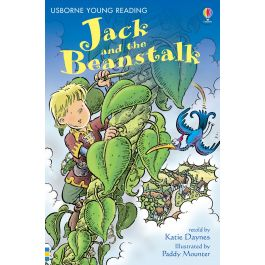 USBORNE YOUNG READING
Jack
and the
Beanstalk
retold by
Katie Daynes
Illustrated by
Paddy Mounter